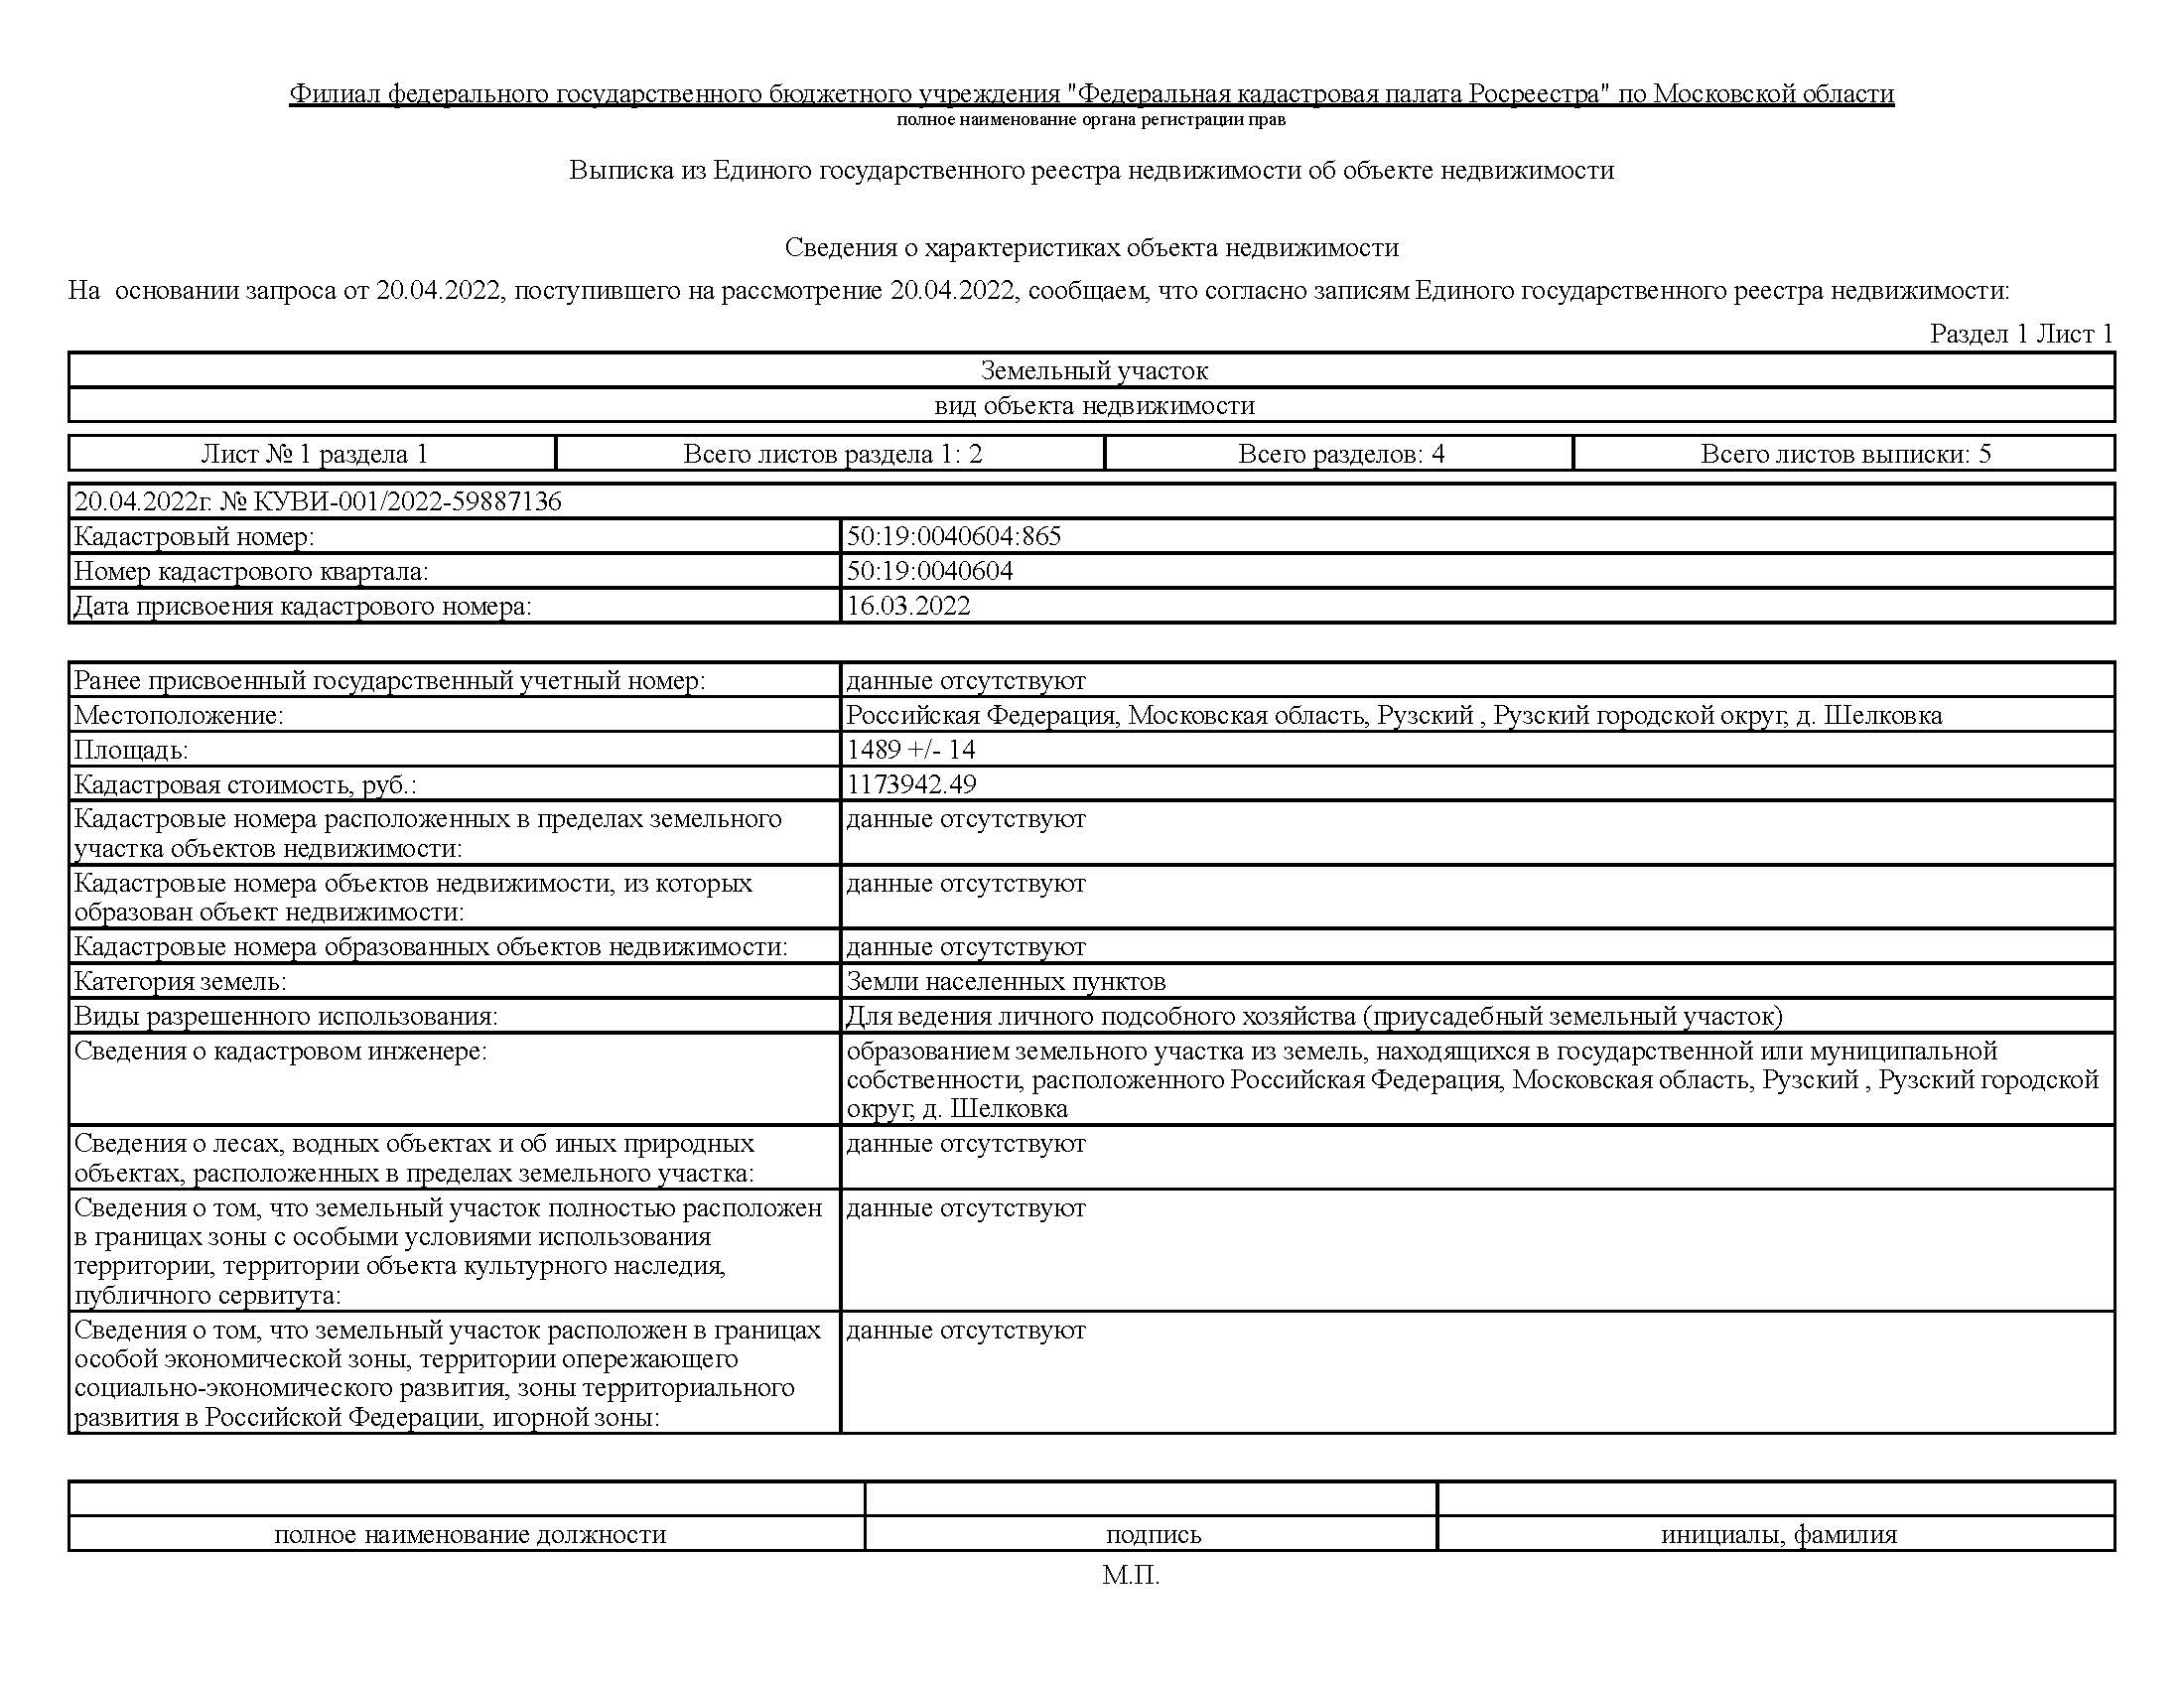 Филиал федерального государственного бюджетного учреждения "Федеральная кадастровая палата Росреестра" по Московской области
полное наименование органа регистрации прав
Выписка из Единого государственного реестра недвижимости об объекте недвижимости
Сведения о характеристиках объекта недвижимости
На основании запроса от 20.04.2022, поступившего на рассмотрение 20.04.2022, сообщаем, что согласно записям Единого государственного реестра недвижимости:
Раздел 1 Лист 1
Земельный участок
вид объекта недвижимости
Лист № 1 раздела 1 Всего листов раздела 1: 2 Всего разделов: 4 Всего листов выписки: 5
20.04.2022г. № КУВИ-001/2022-59887136
Кадастровый номер: 50:19:0040604:865
Номер кадастрового квартала: 50:19:0040604
Дата присвоения кадастрового номера: 16.03.2022
Ранее присвоенный государственный учетный номер: данные отсутствуют
Местоположение: Российская Федерация, Московская область, Рузский , Рузский городской округ, д. Шелковка
Площадь: 1489 +/- 14
Кадастровая стоимость, руб.: 1173942.49
Кадастровые номера расположенных в пределах земельного данные отсутствуют
участка объектов недвижимости:
Кадастровые номера объектов недвижимости, из которых данные отсутствуют
образован объект недвижимости:
Кадастровые номера образованных объектов недвижимости: данные отсутствуют
Категория земель: Земли населенных пунктов
Виды разрешенного использования: Для ведения личного подсобного хозяйства (приусадебный земельный участок)
Сведения о кадастровом инженере: образованием земельного участка из земель, находящихся в государственной или муниципальной
собственности, расположенного Российская Федерация, Московская область, Рузский , Рузский городской
округ, д. Шелковка
Сведения о лесах, водных объектах и об иных природных данные отсутствуют
объектах, расположенных в пределах земельного участка:
Сведения о том, что земельный участок полностью расположен данные отсутствуют
в границах зоны с особыми условиями использования
территории, территории объекта культурного наследия,
публичного сервитута:
Сведения о том, что земельный участок расположен в границах данные отсутствуют
особой экономической зоны, территории опережающего
социально-экономического развития, зоны территориального
развития в Российской Федерации, игорной зоны:
полное наименование должности подпись инициалы, фамилия
М.П.